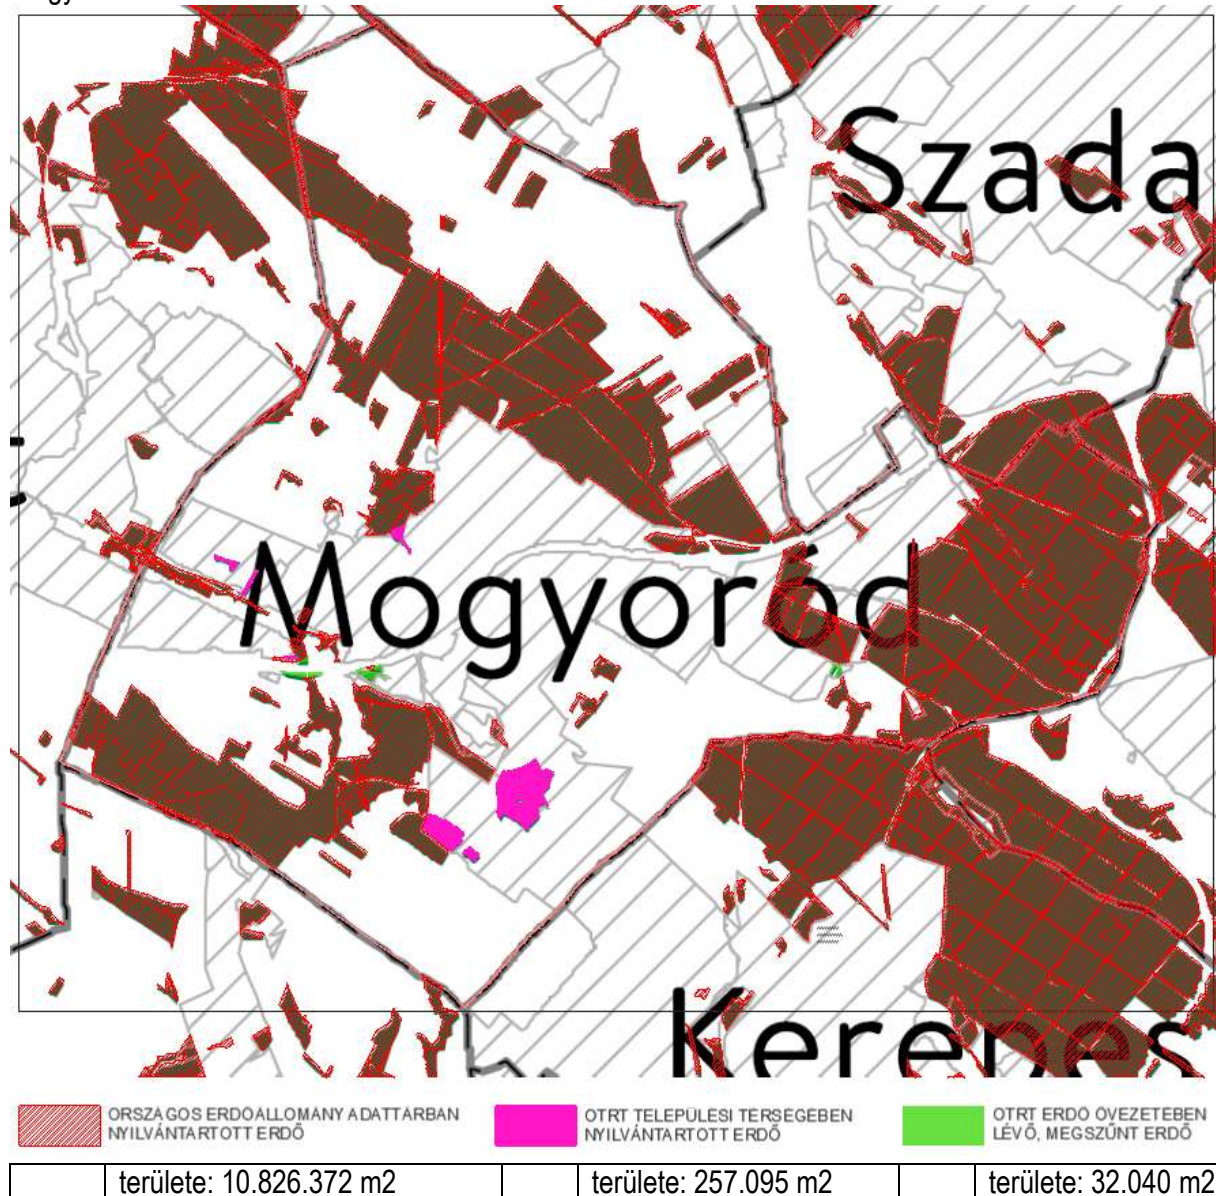 Szada
Mogyoród
Kerepes
ORSZÁGOS ERDŐÁLLOMÁNY ADATTÁRBAN
NYILVÁNTARTOTT ERDŐ
OTRT TELEPÜLÉSI TÉRSÉGÉBEN
NYILVÁNTARTOTT ERDŐ
OTRT ERDŐ ÖVEZETÉBEN
LÉVŐ, MEGSZŰNT ERDŐ
területe: 10.826.372 m2
területe: 257.095 m2
területe: 32.040 m2